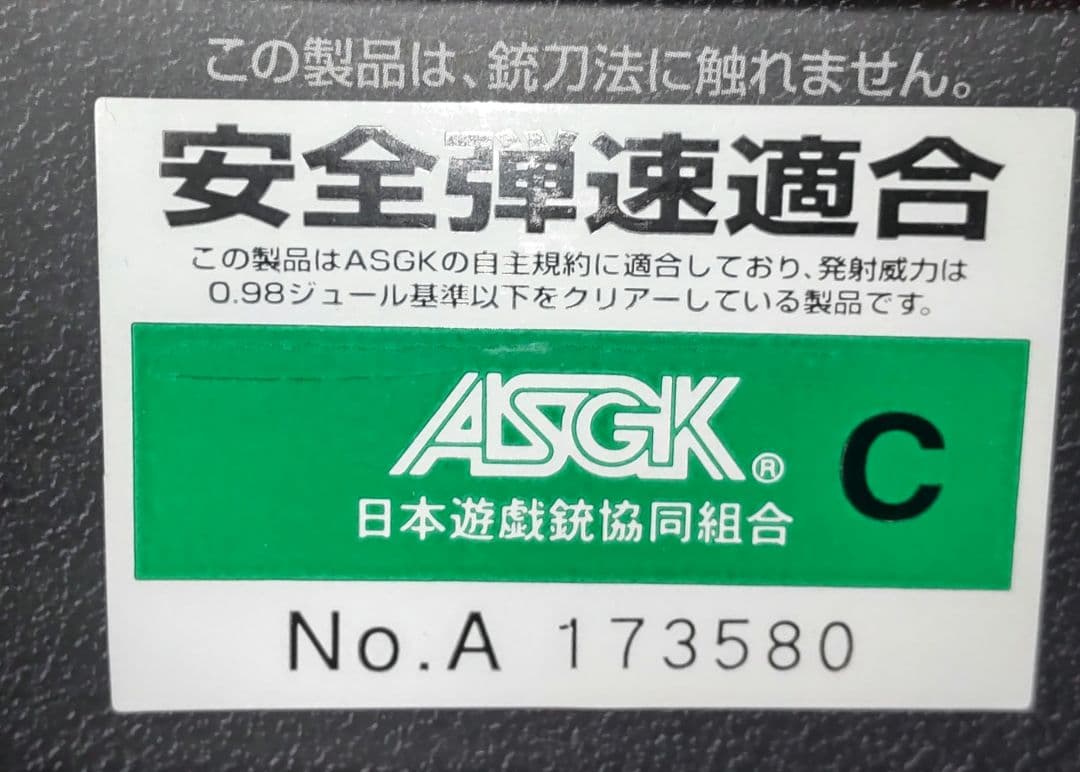 この製品は、銃刀法に触れません。
安全弾速適合
この製品はASGKの自主規約に適合しており、発射威力は
0.98ジュール基準以下をクリアーしている製品です。
ASGK®
C
日本遊戯銃協同組合
No.A 173580